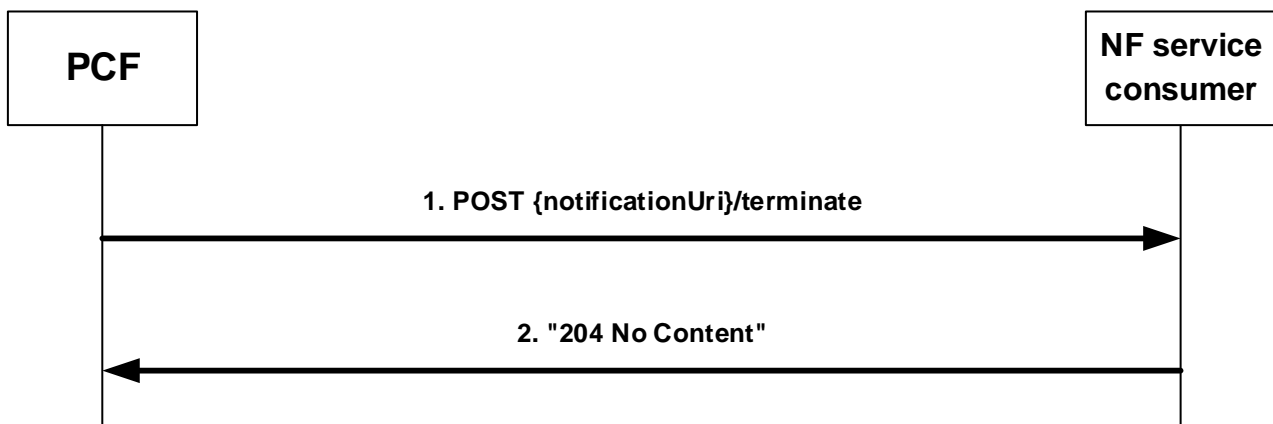 PCF
NF service
consumer
1. POST {notificationUri}/terminate
2. "204 No Content"